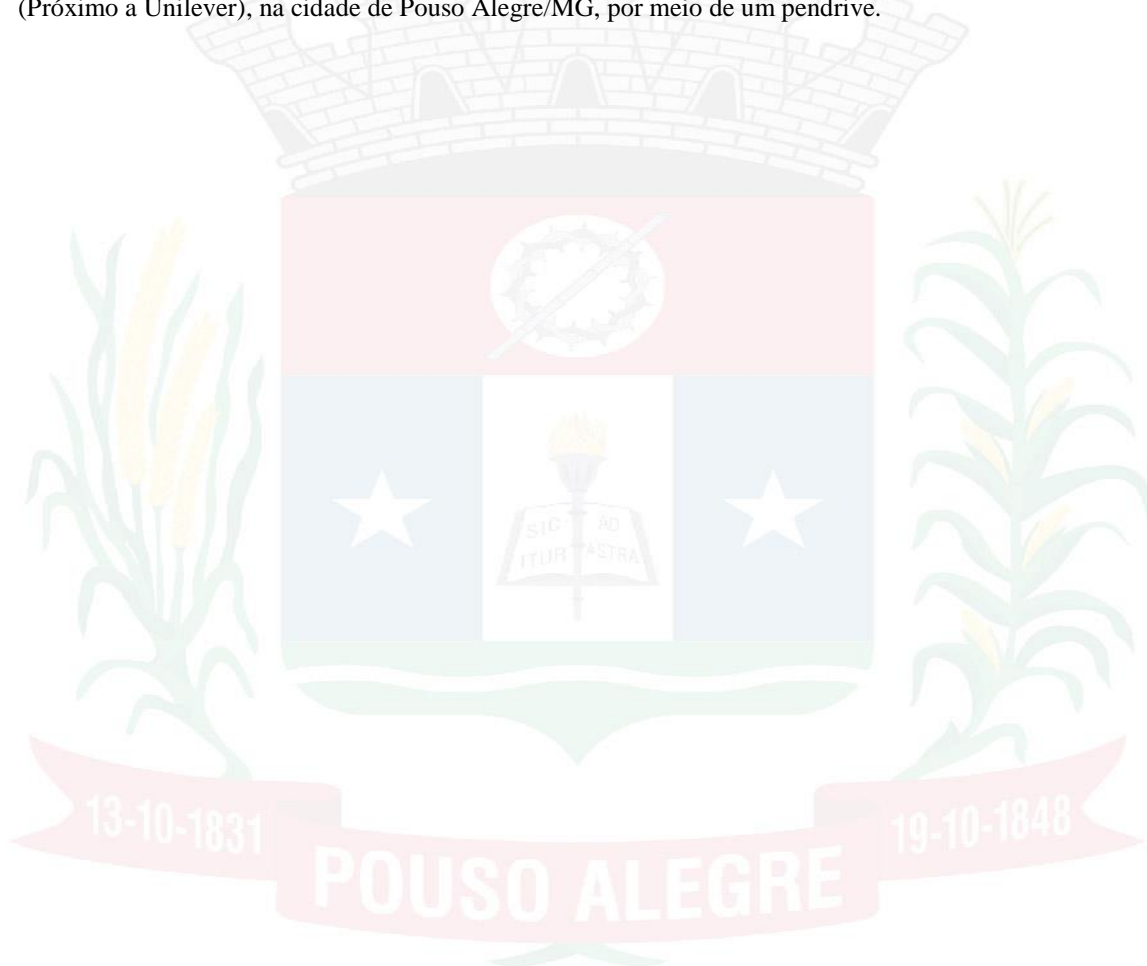 (Próximo a Unilever), na cidade de Pouso Alegre/MG, por meio de um pendrive.
SIC AD
ITUR ASTRA
13-10-1831
19-10-1848
POUSO ALEGRE